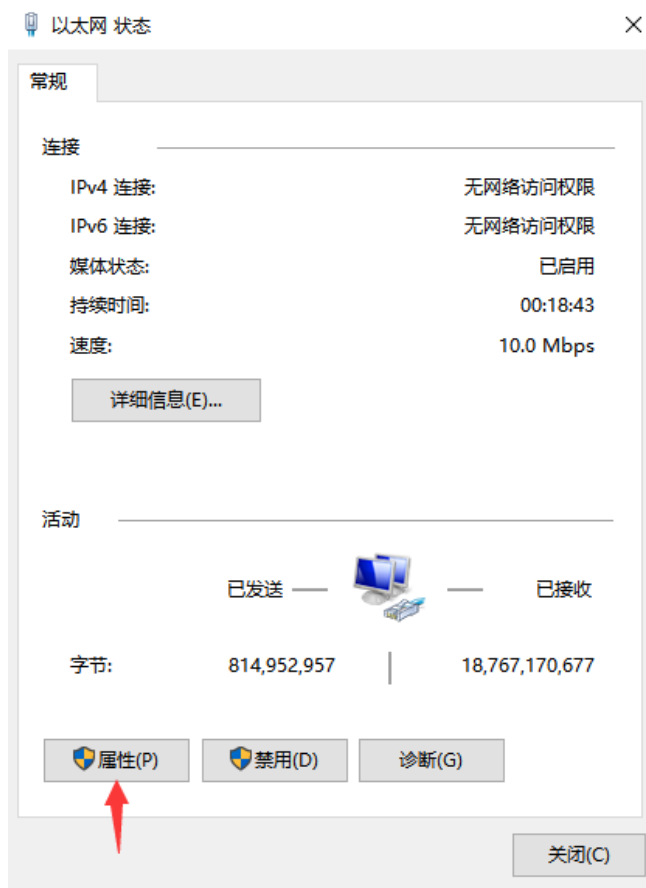 以太网 状态
常规
连接
IPv4 连接: 无网络访问权限
IPv6 连接: 无网络访问权限
媒体状态: 已启用
持续时间: 00:18:43
速度: 10.0 Mbps
详细信息(E)...
活动
已发送 已接收
字节: 814,952,957 18,767,170,677
属性(P) 禁用(D) 诊断(G)
关闭(C)